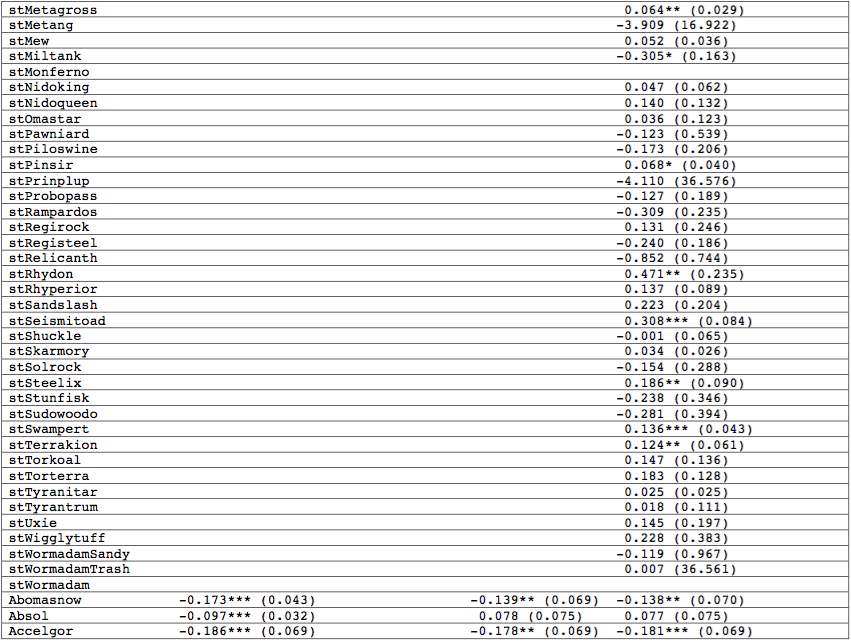 stMetagross 0.064** (0.029)
stMetang -3.909 (16.922)
stMew 0.052 (0.036)
stMiltank -0.305* (0.163)
stMonferno
stNidoking 0.047 (0.062)
stNidoqueen 0.140 (0.132)
stOmastar 0.036 (0.123)
stPawniard -0.123 (0.539)
stPiloswine -0.173 (0.206)
stPinsir 0.068* (0.040)
stPrinplup -4.110 (36.576)
stProbopass -0.127 (0.189)
stRampardos -0.309 (0.235)
stRegirock 0.131 (0.246)
stRegisteel -0.240 (0.186)
stRelicanth -0.852 (0.744)
stRhydon 0.471** (0.235)
stRhyperior 0.137 (0.089)
stSandslash 0.223 (0.204)
stSeismitoad 0.308*** (0.084)
stShuckle -0.001 (0.065)
stSkarmory 0.034 (0.026)
stSolrock -0.154 (0.288)
stSteelix 0.186** (0.090)
stStunfisk -0.238 (0.346)
stSudowoodo -0.281 (0.394)
stSwampert 0.136*** (0.043)
stTerrakion 0.124** (0.061)
stTorkoal 0.147 (0.136)
stTorterra 0.183 (0.128)
stTyranitar 0.025 (0.025)
stTyrantrum 0.018 (0.111)
stUxie 0.145 (0.197)
stWigglytuff 0.228 (0.383)
stWormadamSandy -0.119 (0.967)
stWormadamTrash 0.007 (36.561)
stWormadam
Abomasnow -0.173*** (0.043) -0.139** (0.069) -0.138** (0.070)
Absol -0.097*** (0.032) 0.078 (0.075) 0.077 (0.075)
Accelgor -0.186*** (0.069) -0.178** (0.069) -0.181*** (0.069)